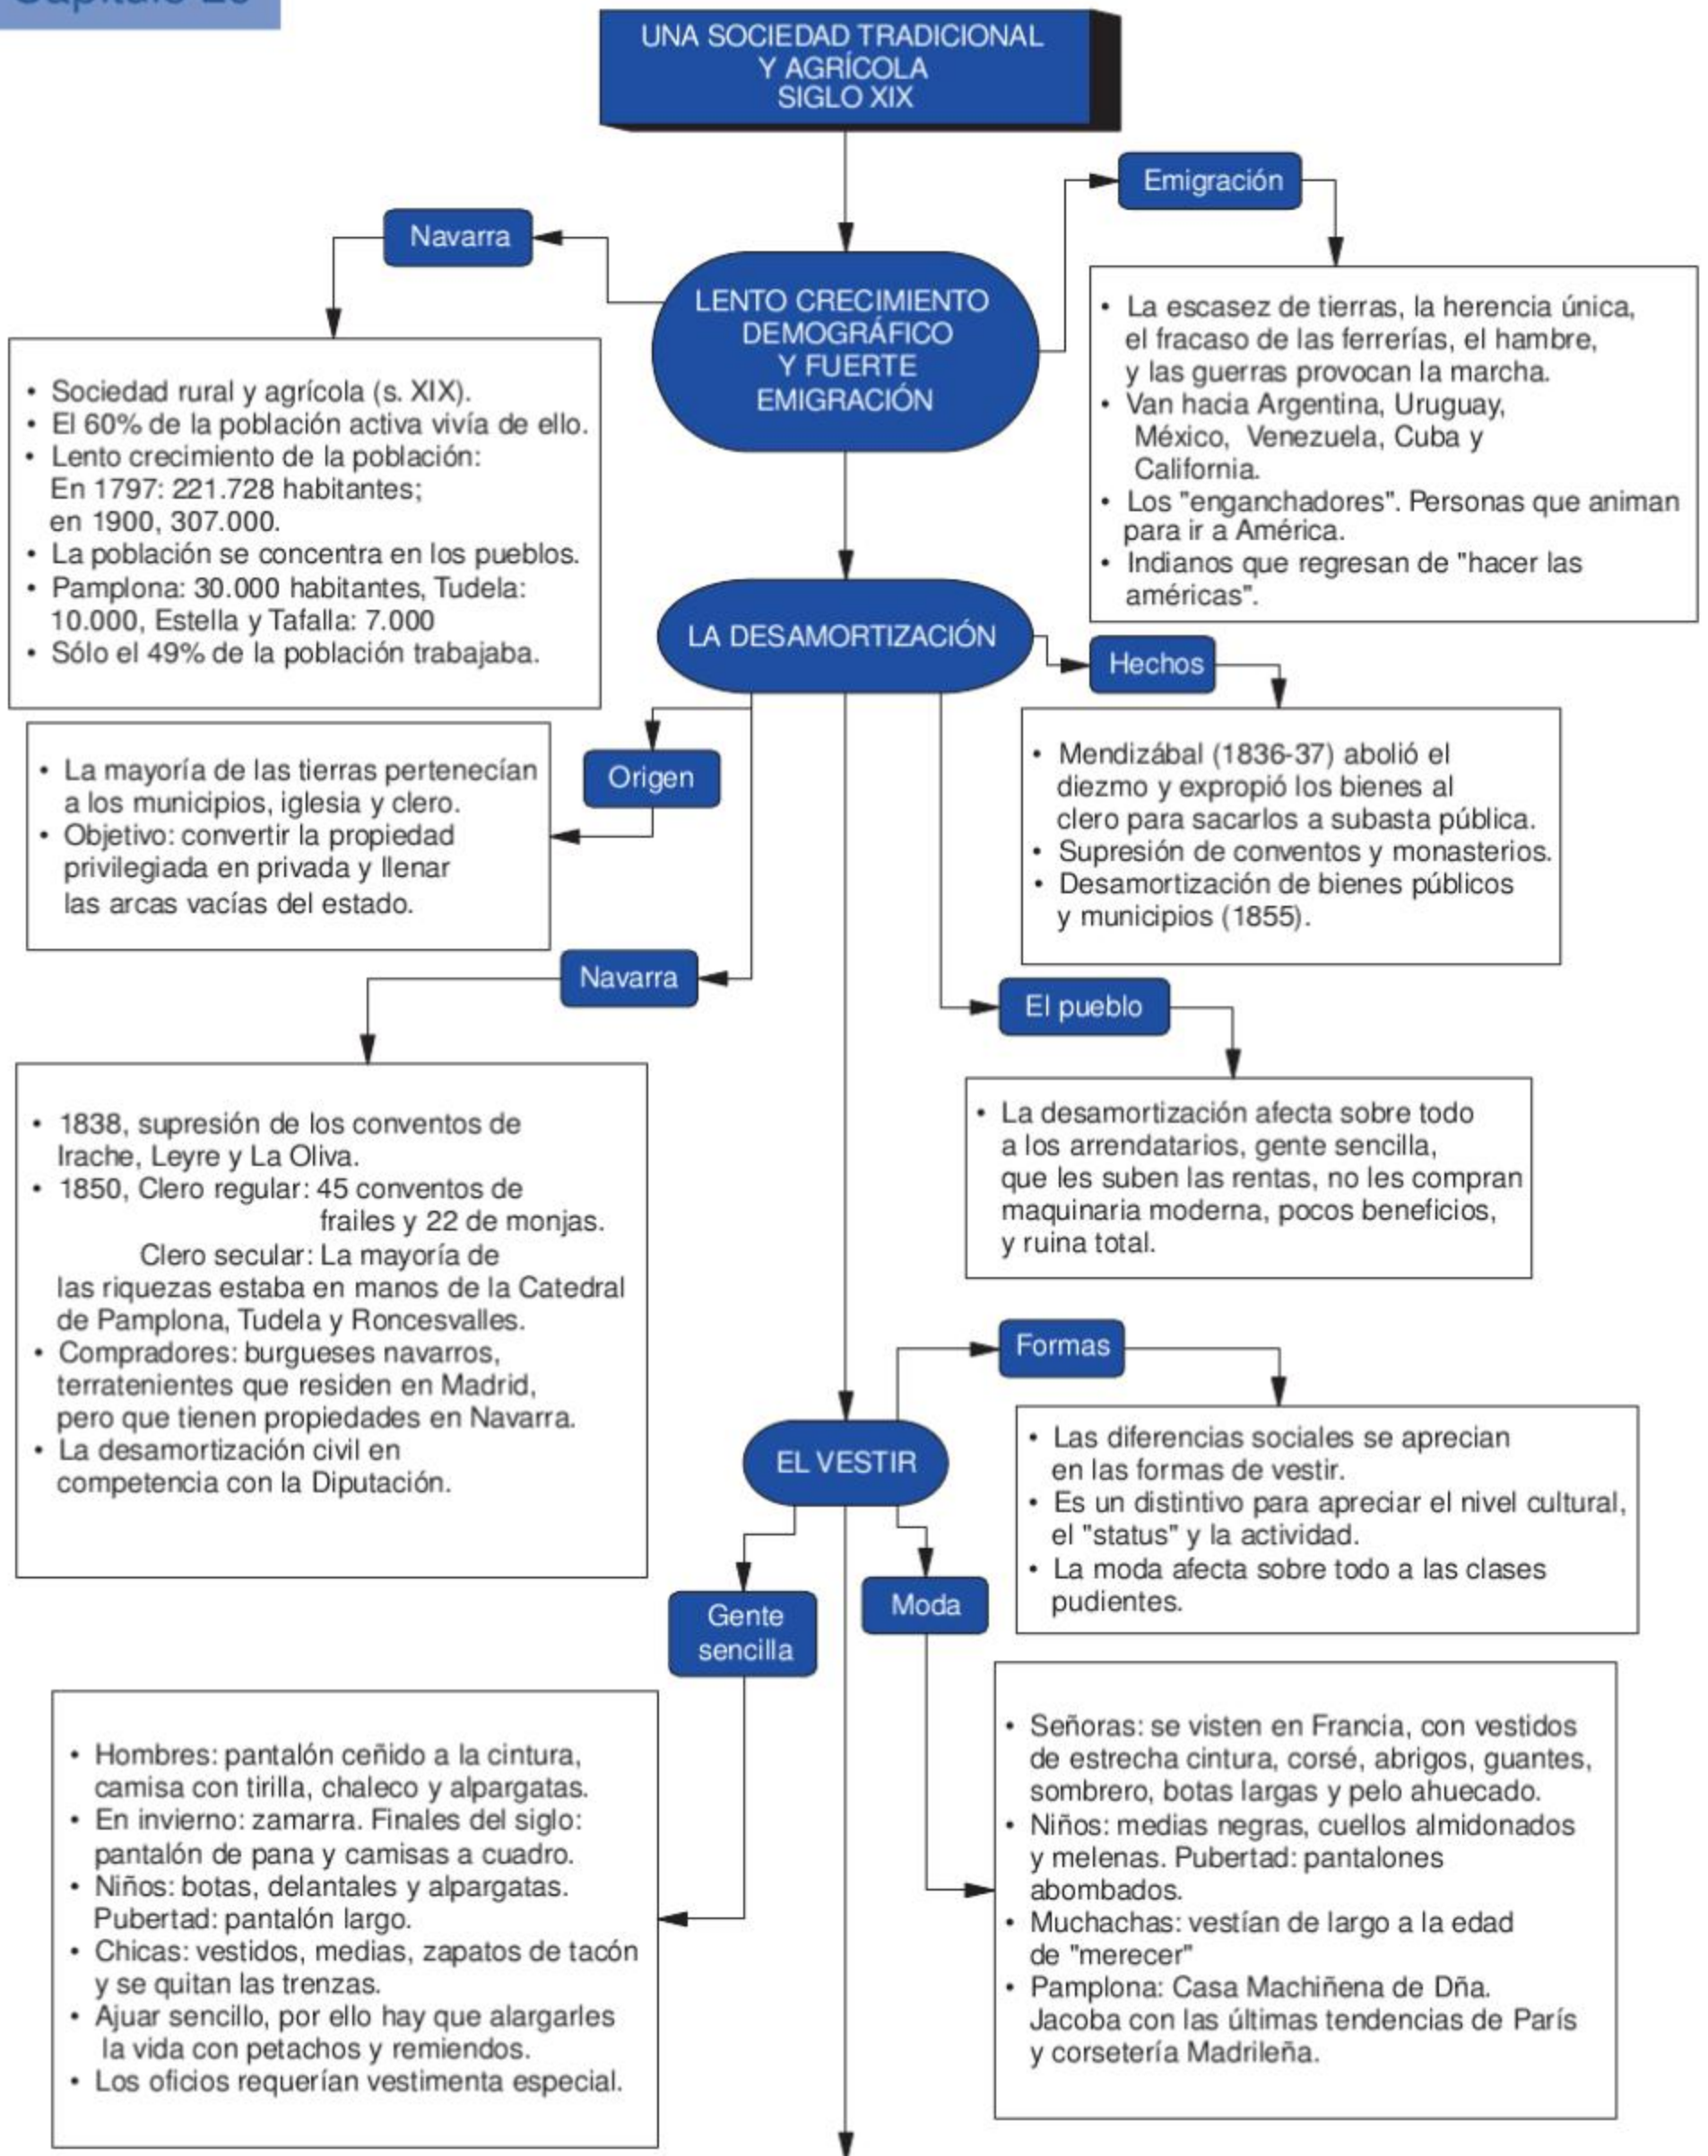 UNA SOCIEDAD TRADICIONAL
Y AGRÍCOLA
SIGLO XIX
Emigración
Navarra
LENTO CRECIMIENTO
DEMOGRÁFICO
Y FUERTE
EMIGRACIÓN
• La escasez de tierras, la herencia única,
el fracaso de las ferrerías, el hambre,
y las guerras provocan la marcha.
• Van hacia Argentina, Uruguay,
México, Venezuela, Cuba y
California.
• Los "enganchadores". Personas que animan
para ir a América.
• Indianos que regresan de "hacer las
américas".
• Sociedad rural y agrícola (s. XIX).
• El 60% de la población activa vivía de ello.
• Lento crecimiento de la población:
En 1797: 221.728 habitantes;
en 1900, 307.000.
• La población se concentra en los pueblos.
• Pamplona: 30.000 habitantes, Tudela:
10.000, Estella y Tafalla: 7.000
• Sólo el 49% de la población trabajaba.
LA DESAMORTIZACIÓN
Hechos
• Mendizábal (1836-37) abolió el
diezmo y expropió los bienes al
clero para sacarlos a subasta pública.
• Supresión de conventos y monasterios.
• Desamortización de bienes públicos
y municipios (1855).
Origen
• La mayoría de las tierras pertenecían
a los municipios, iglesia y clero.
• Objetivo: convertir la propiedad
privilegiada en privada y llenar
las arcas vacías del estado.
Navarra
El pueblo
• 1838, supresión de los conventos de
Irache, Leyre y La Oliva.
• 1850, Clero regular: 45 conventos de
frailes y 22 de monjas.
Clero secular: La mayoría de
las riquezas estaba en manos de la Catedral
de Pamplona, Tudela y Roncesvalles.
• Compradores: burgueses navarros,
terratenientes que residen en Madrid,
pero que tienen propiedades en Navarra.
• La desamortización civil en
competencia con la Diputación.
• La desamortización afecta sobre todo
a los arrendatarios, gente sencilla,
que les suben las rentas, no les compran
maquinaria moderna, pocos beneficios,
y ruina total.
Formas
EL VESTIR
• Las diferencias sociales se aprecian
en las formas de vestir.
• Es un distintivo para apreciar el nivel cultural,
el "status" y la actividad.
• La moda afecta sobre todo a las clases
pudientes.
Gente
sencilla
Moda
• Hombres: pantalón ceñido a la cintura,
camisa con tirilla, chaleco y alpargatas.
• En invierno: zamarra. Finales del siglo:
pantalón de pana y camisas a cuadro.
• Niños: botas, delantales y alpargatas.
Pubertad: pantalón largo.
• Chicas: vestidos, medias, zapatos de tacón
y se quitan las trenzas.
• Ajuar sencillo, por ello hay que alargarles
la vida con petachos y remiendos.
• Los oficios requerían vestimenta especial.
• Señoras: se visten en Francia, con vestidos
de estrecha cintura, corsé, abrigos, guantes,
sombrero, botas largas y pelo ahuecado.
• Niños: medias negras, cuellos almidonados
y melenas. Pubertad: pantalones
abombados.
• Muchachas: vestían de largo a la edad
de "merecer"
• Pamplona: Casa Machiñena de Dña.
Jacoba con las últimas tendencias de París
y corsetería Madrileña.